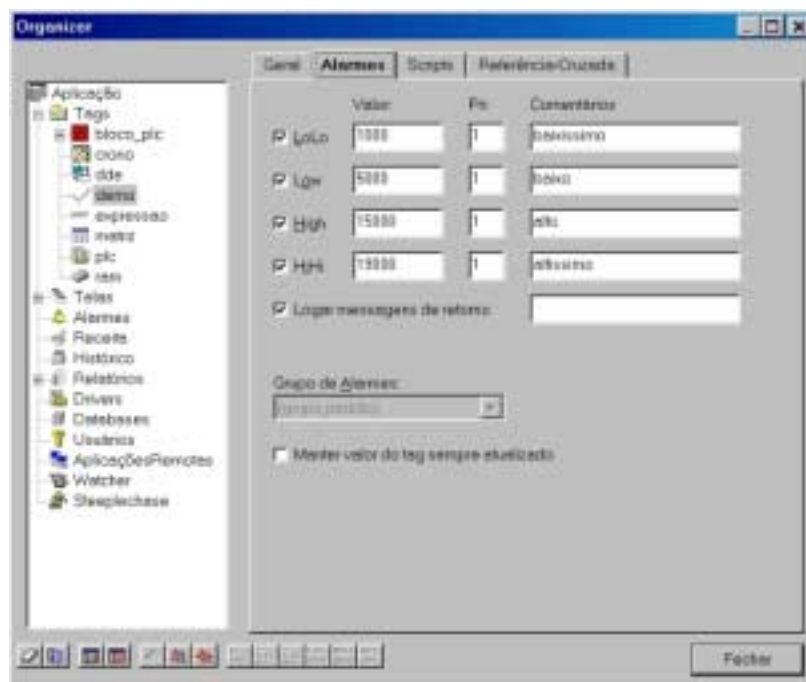 Organizer
Geral Alarmes Scripts Referência-Cruzada
Aplicação
Tags
bloco_plc
crono
dde
demo
expressao
matriz
plc
ram
Telas
Alarmes
Receita
Histórico
Relatórios
Drivers
Databases
Usuários
AplicaçõesRemotas
Watcher
Steeplechase
Valor Pri Comentários
LoLo 1000 1 baixissimo
Low 5000 1 baixo
High 15000 1 alto
HiHi 19000 1 altissimo
Logar mensagens de retorno
Grupo de Alarmes:
Manter valor do tag sempre atualizado
Fechar